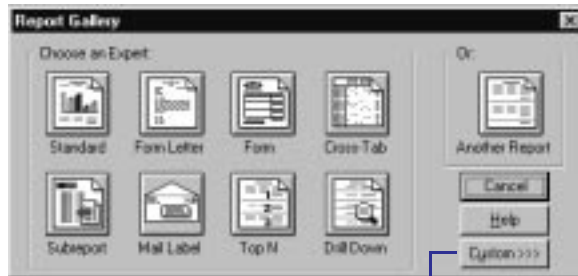 Report Gallery
Choose an Expert:
Or:
Standard
Form Letter
Form
Cross-Tab
Another Report
Subreport
Mail Label
Top N
Drill Down
Cancel
Help
Custom >>>